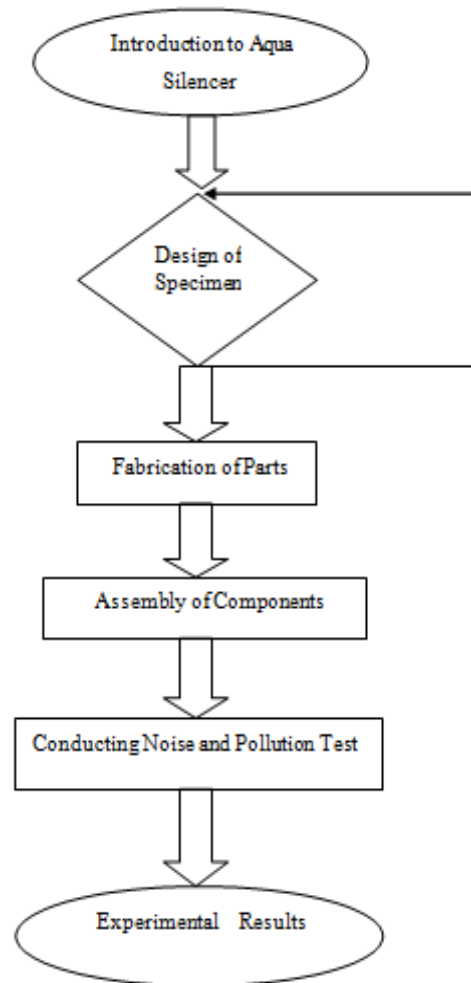 Introduction to Aqua
Silencer
Design of
Specimen
Fabrication of Parts
Assembly of Components
Conducting Noise and Pollution Test
Experimental Results